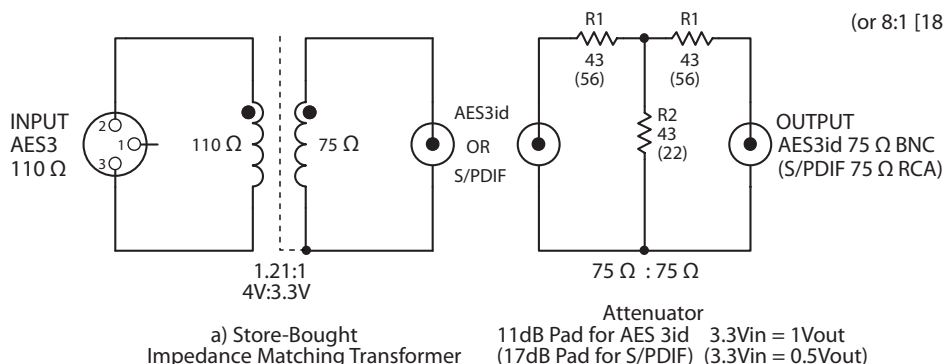 (or 8:1 [18
R1
R1
43
(56)
43
(56)
INPUT
AES3
110 Ω
2
1
3
110 Ω
75 Ω
AES3id
OR
S/PDIF
R2
43
(22)
OUTPUT
AES3id 75 Ω BNC
(S/PDIF 75 Ω RCA)
1.21:1
4V:3.3V
75 Ω : 75 Ω
a) Store-Bought
Impedance Matching Transformer
Attenuator
11dB Pad for AES 3id 3.3Vin = 1Vout
(17dB Pad for S/PDIF) (3.3Vin = 0.5Vout)